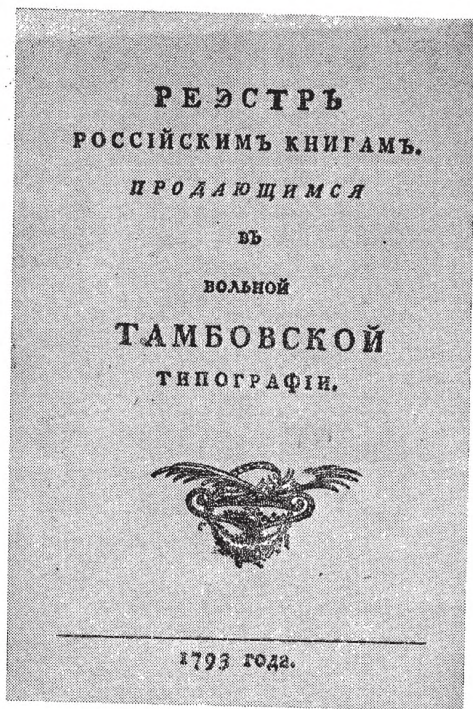 РЕЭСТРЪ
РОССІЙСКИМЪ КНИГАМЪ.
ПРОДАЮЩИМСЯ
ВЪ
ВОЛЬНОЙ
ТАМБОВСКОЙ
ТИПОГРАФІИ.
1793 года.